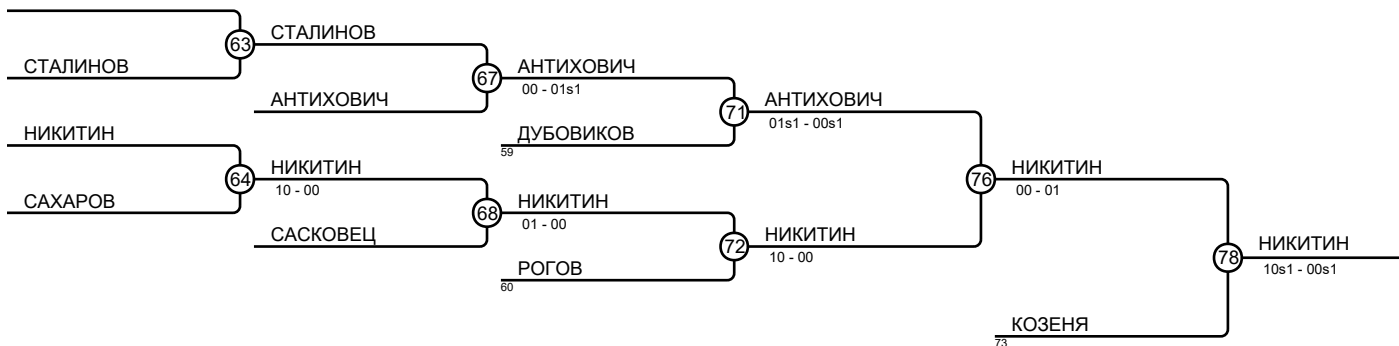 63
СТАЛИНОВ
СТАЛИНОВ
67
АНТИХОВИЧ
00 - 01s1
АНТИХОВИЧ
71
АНТИХОВИЧ
01s1 - 00s1
НИКИТИН
ДУБОВИКОВ
59
64
НИКИТИН
10 - 00
76
НИКИТИН
00 - 01
САХАРОВ
68
НИКИТИН
01 - 00
САСКОВЕЦ
72
НИКИТИН
10 - 00
78
НИКИТИН
10s1 - 00s1
РОГОВ
60
КОЗЕНЯ
73